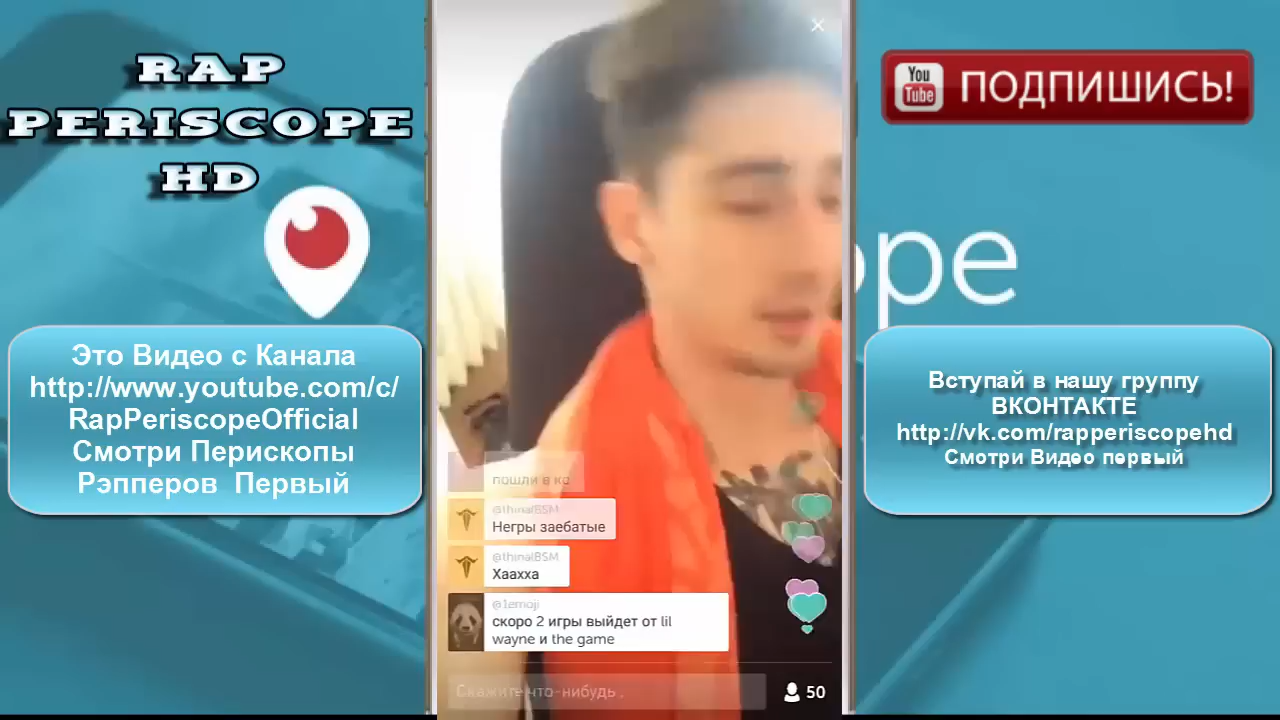 RAP
PERISCOPE
HD
Это Видео с Канала
http://www.youtube.com/c/
RapPeriscopeOfficial
Смотри Перископы
Рэпперов Первый
×
пошли в кс
@thinalBSM
Негры заебатые
@thinalBSM
Хаахха
@1emoji
скоро 2 игры выйдет от lil
wayne и the game
Скажите что-нибудь.
50
You
Tube
ПОДПИШИСЬ!
ope
Вступай в нашу группу
ВКОНТАКТЕ
http://vk.com/rapperiscopehd
Смотри Видео первый